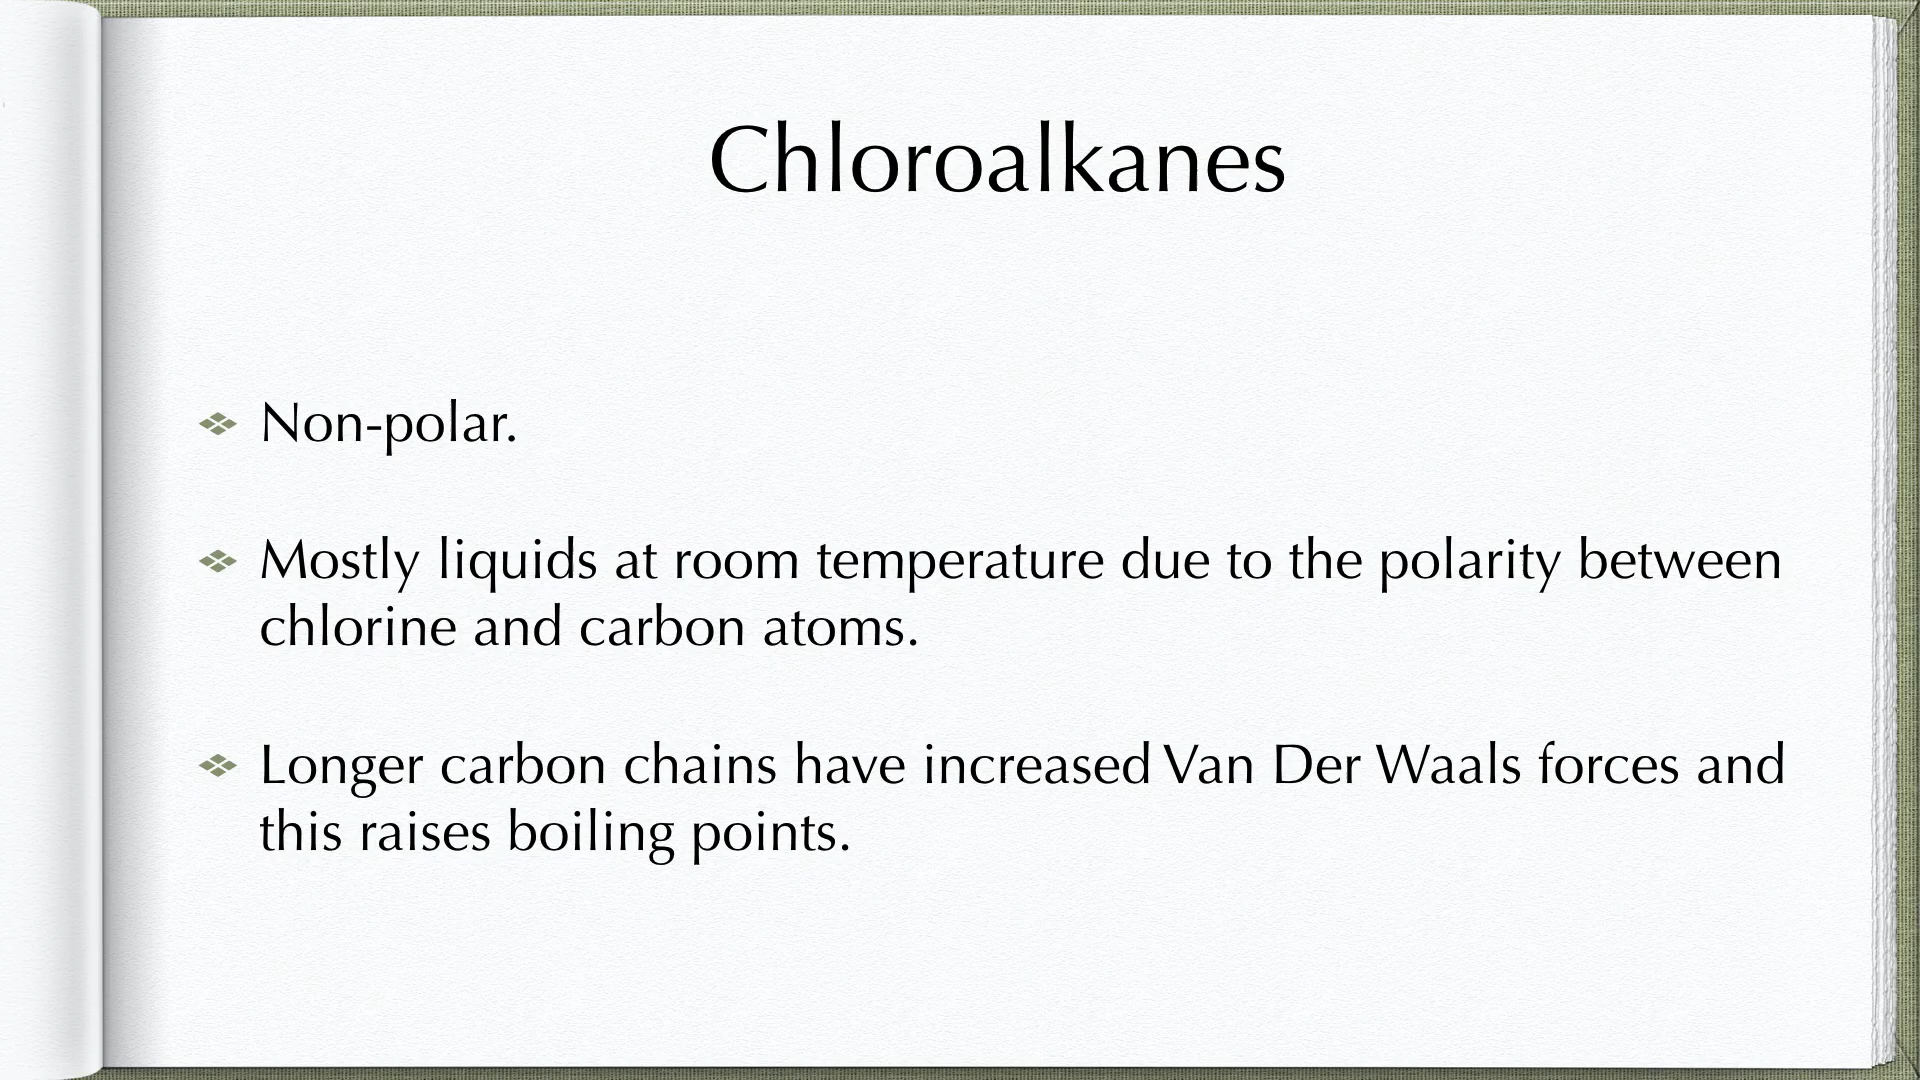 Chloroalkanes
Non-polar.
Mostly liquids at room temperature due to the polarity between
chlorine and carbon atoms.
Longer carbon chains have increased Van Der Waals forces and
this raises boiling points.